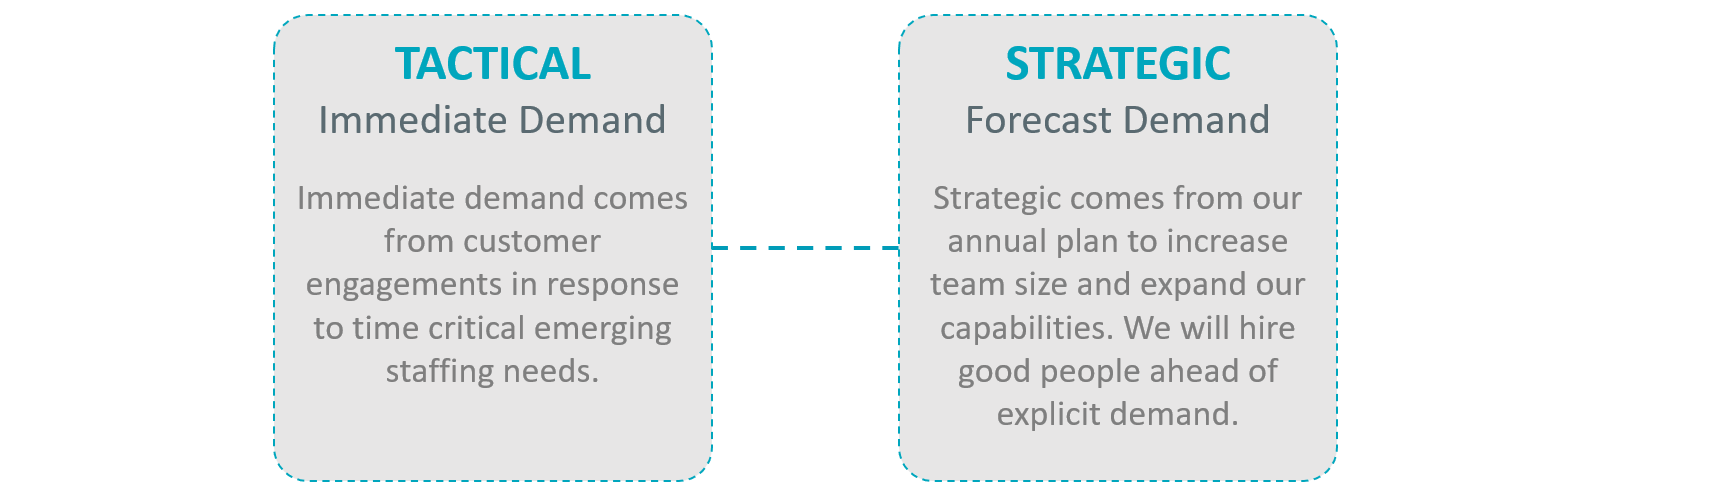 TACTICAL
Immediate Demand
Immediate demand comes
from customer
engagements in response
to time critical emerging
staffing needs.
STRATEGIC
Forecast Demand
Strategic comes from our
annual plan to increase
team size and expand our
capabilities. We will hire
good people ahead of
explicit demand.